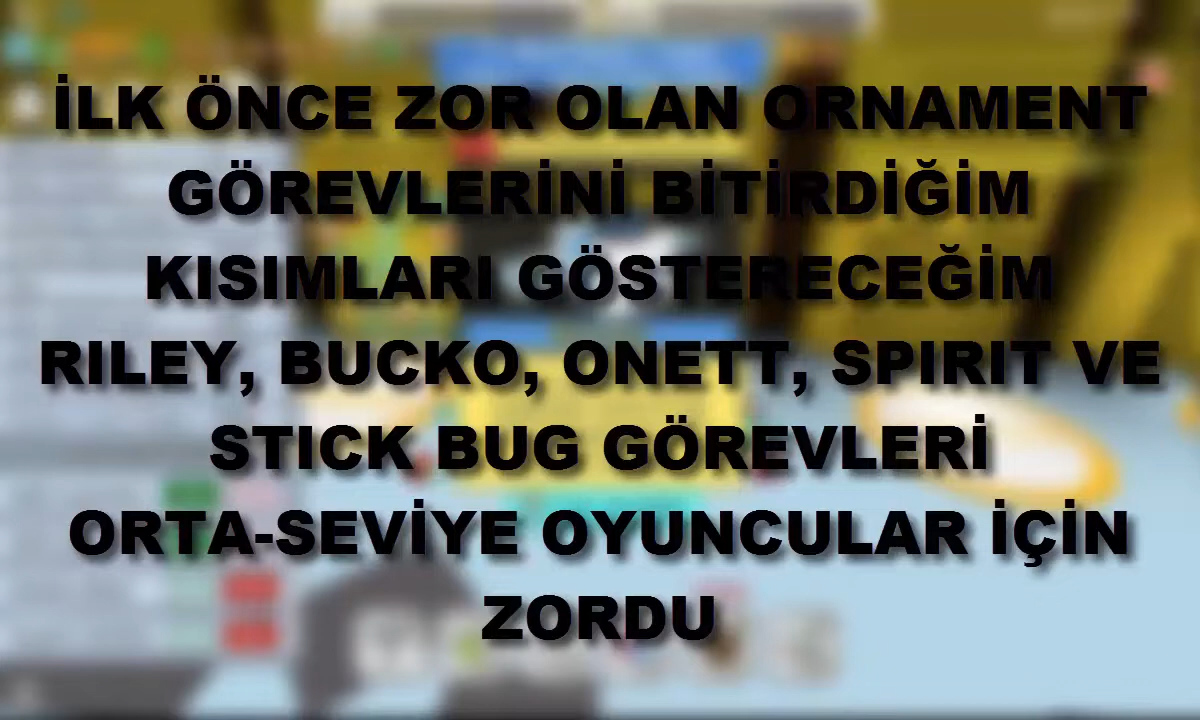 İLK ÖNCE ZOR OLAN ORNAMENT
GÖREVLERİNİ BİTİRDİĞİM
KISIMLARI GÖSTERECEĞİM
RILEY, BUCKO, ONETT, SPIRIT VE
STICK BUG GÖREVLERİ
ORTA-SEVİYE OYUNCULAR İÇİN
ZORDU